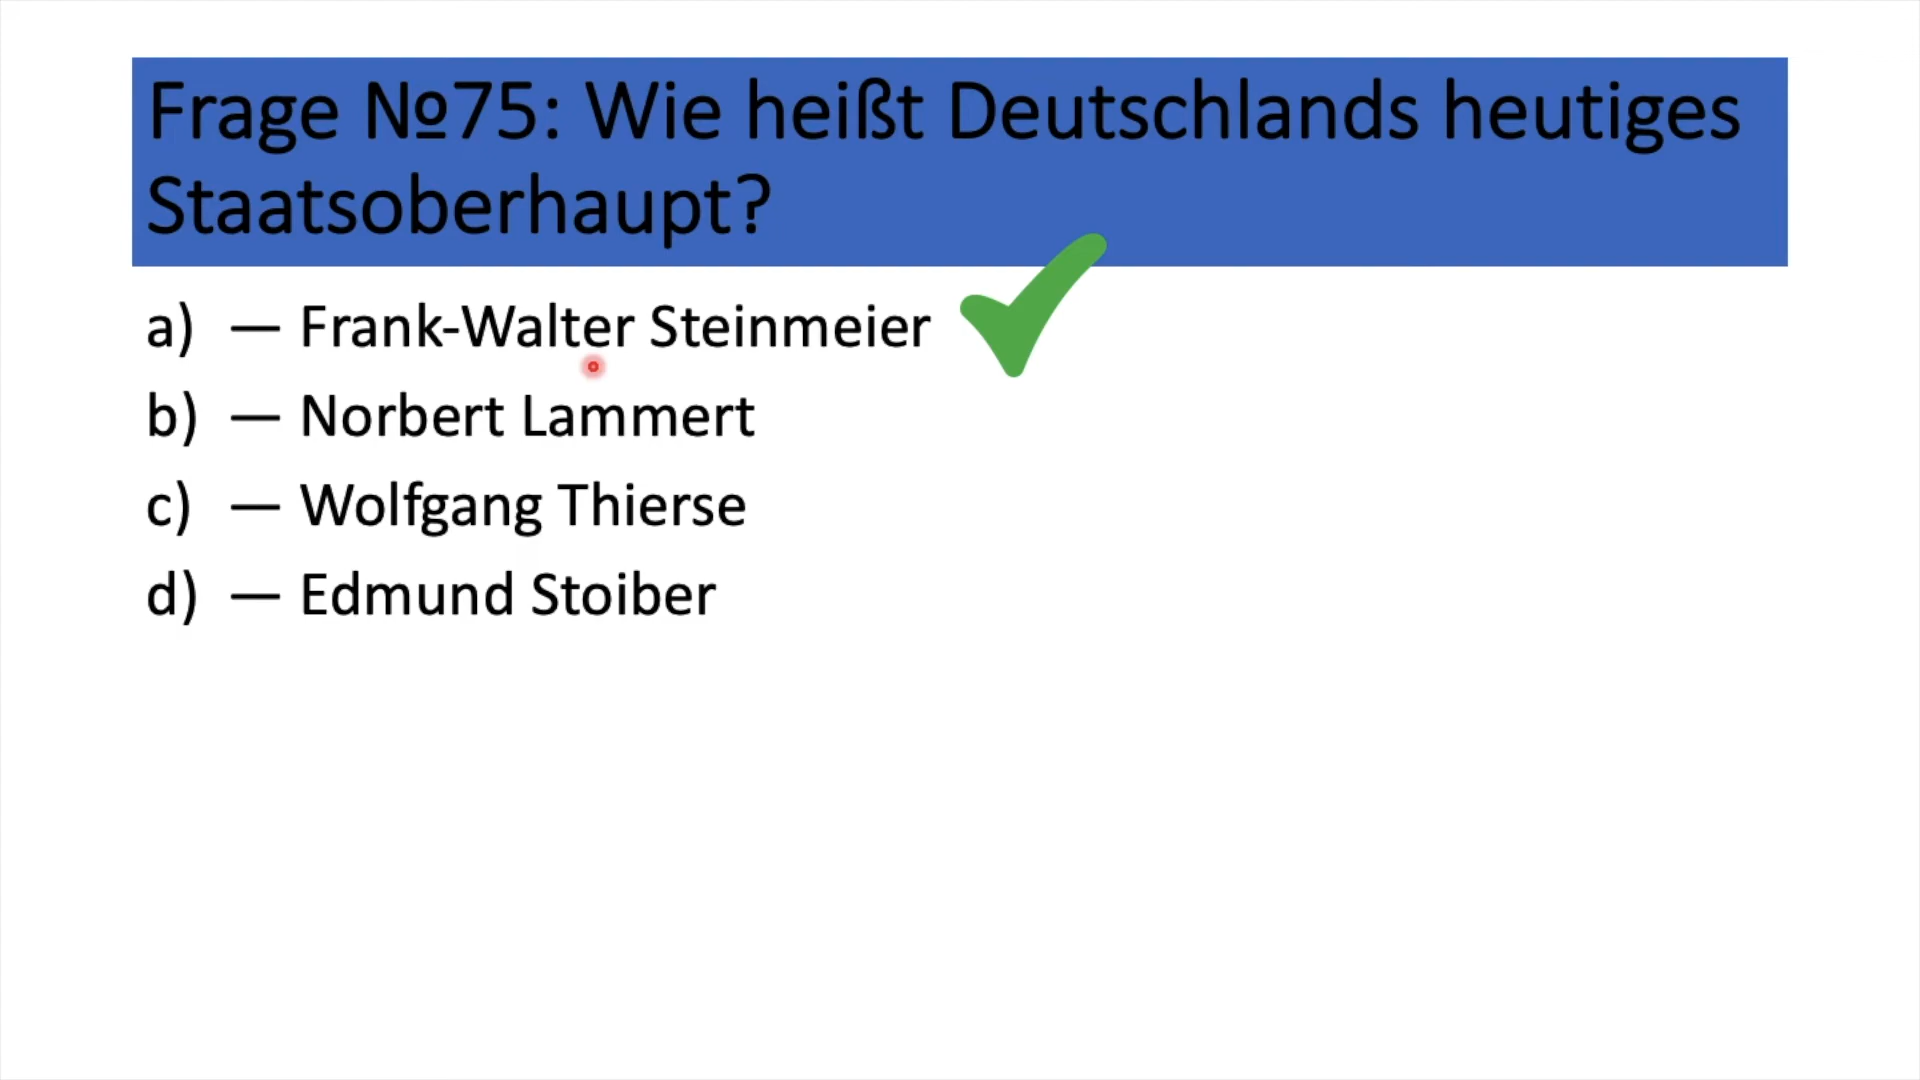 Frage №75: Wie heißt Deutschlands heutiges
Staatsoberhaupt?
a) — Frank-Walter Steinmeier
b) — Norbert Lammert
c) — Wolfgang Thierse
d) — Edmund Stoiber